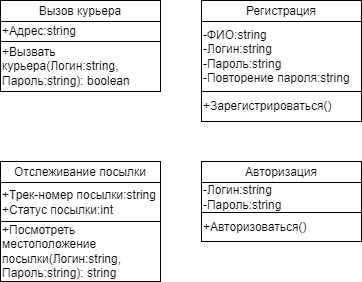 Вызов курьера
+Адрес:string
+Вызвать
курьера(Логин:string,
Пароль:string): boolean
Регистрация
-ФИО:string
-Логин:string
-Пароль:string
-Повторение пароля:string
+Зарегистрироваться()
Отслеживание посылки
+Трек-номер посылки:string
+Статус посылки:int
+Посмотреть
местоположение
посылки(Логин:string,
Пароль:string): string
Авторизация
-Логин:string
-Пароль:string
+Авторизоваться()